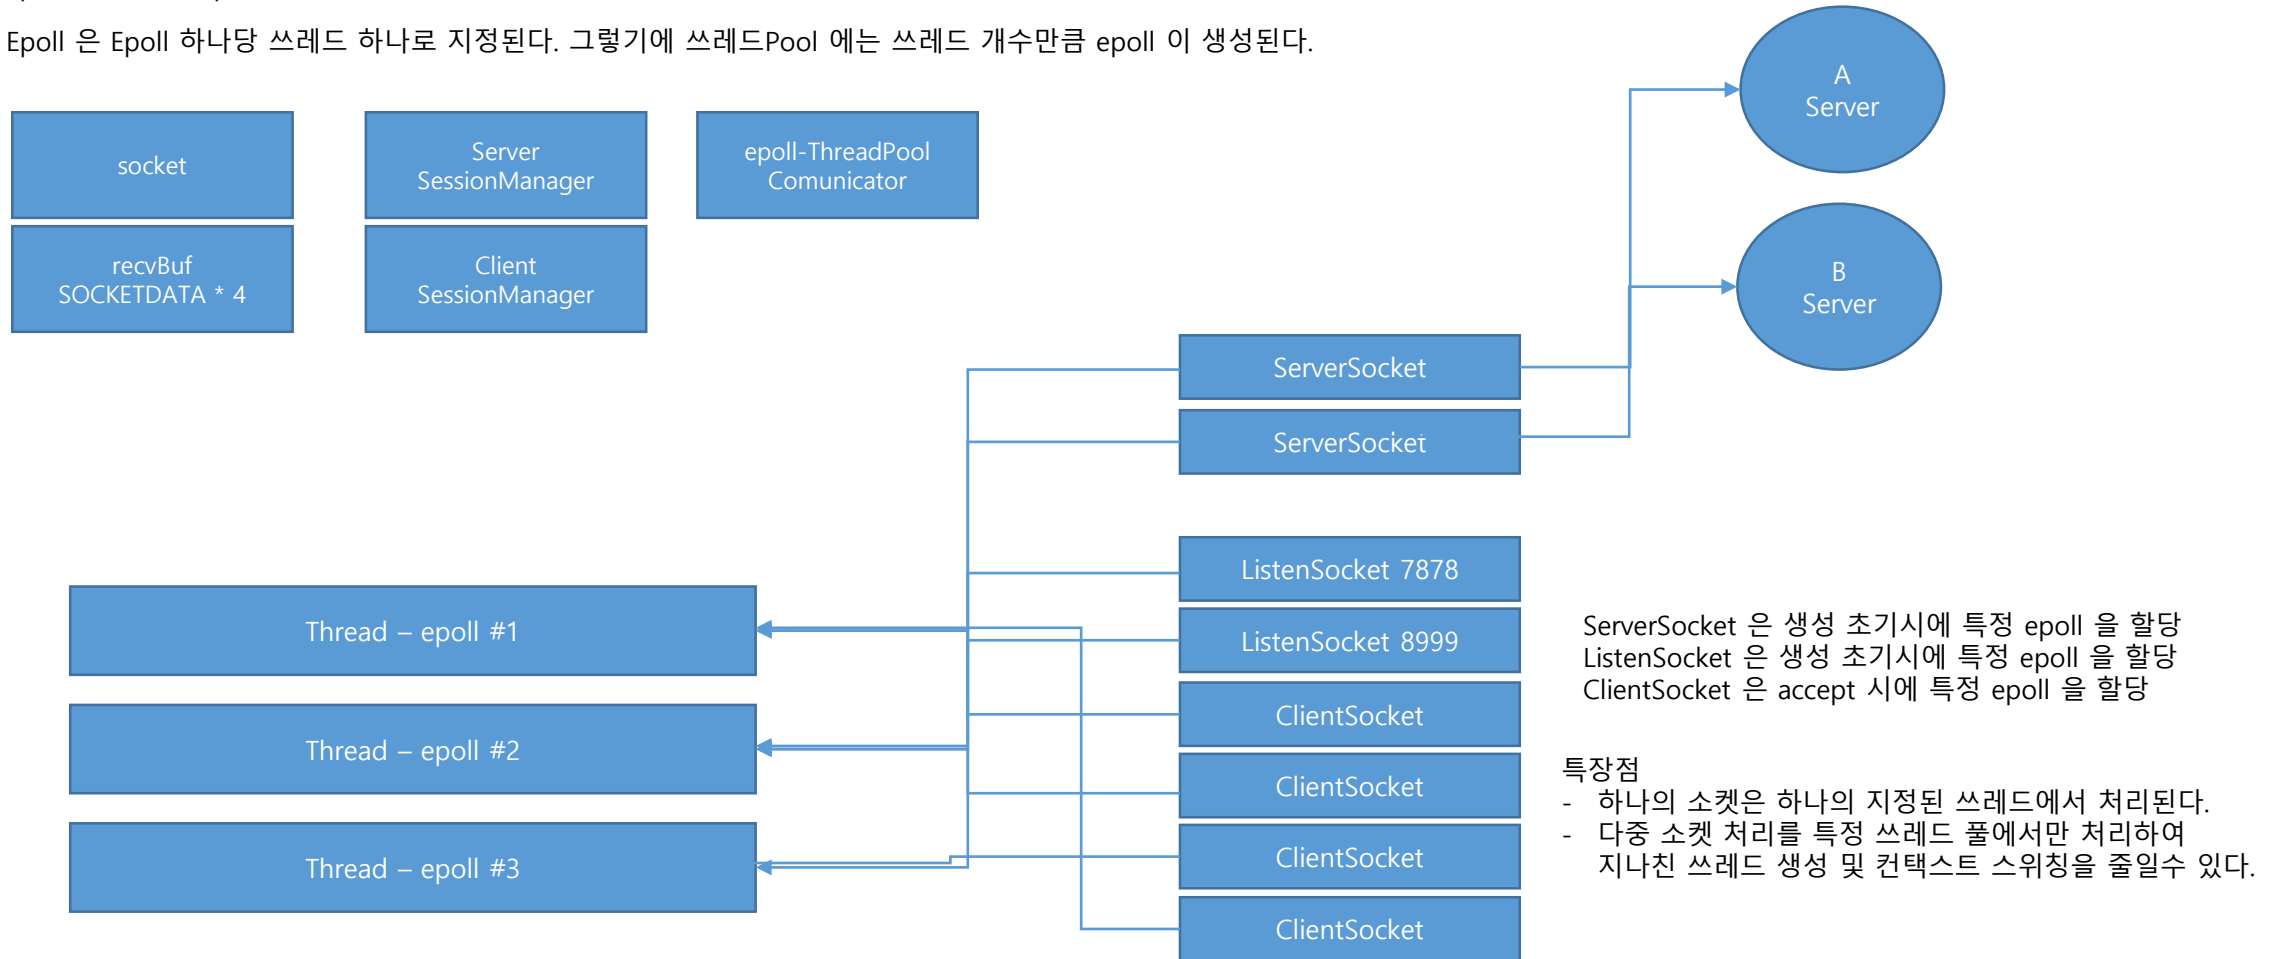 Epoll 은 Epoll 하나당 쓰레드 하나로 지정된다. 그렇기에 쓰레드Pool 에는 쓰레드 개수만큼 epoll 이 생성된다.
A
Server
socket
Server
SessionManager
epoll-ThreadPool
Comunicator
B
Server
recvBuf
SOCKETDATA * 4
Client
SessionManager
ServerSocket
ServerSocket
ListenSocket 7878
ListenSocket 8999
ClientSocket
ClientSocket
ClientSocket
ClientSocket
Thread – epoll #1
Thread – epoll #2
Thread – epoll #3
ServerSocket 은 생성 초기시에 특정 epoll 을 할당
ListenSocket 은 생성 초기시에 특정 epoll 을 할당
ClientSocket 은 accept 시에 특정 epoll 을 할당
특장점
- 하나의 소켓은 하나의 지정된 쓰레드에서 처리된다.
- 다중 소켓 처리를 특정 쓰레드 풀에서만 처리하여
지나친 쓰레드 생성 및 컨택스트 스위칭을 줄일수 있다.